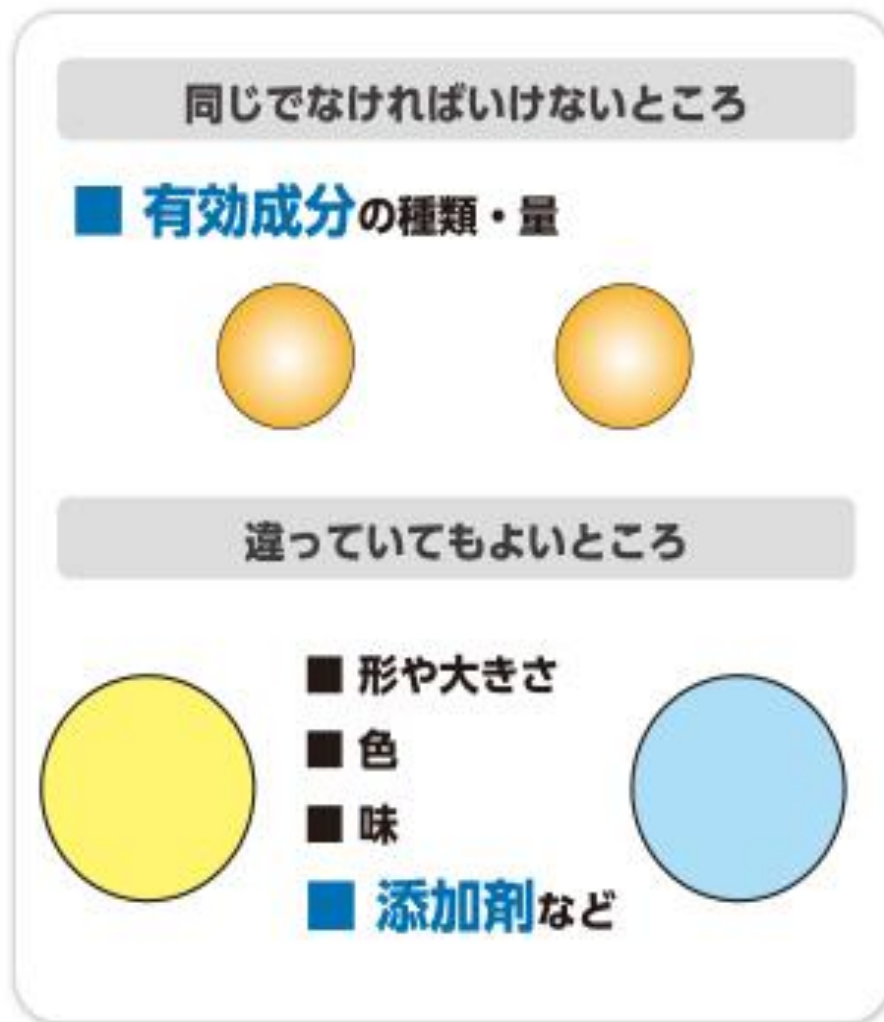 同じでなければいけないところ
■ 有効成分の種類・量
違っていてもよいところ
■ 形や大きさ
■ 色
■ 味
■ 添加剤など